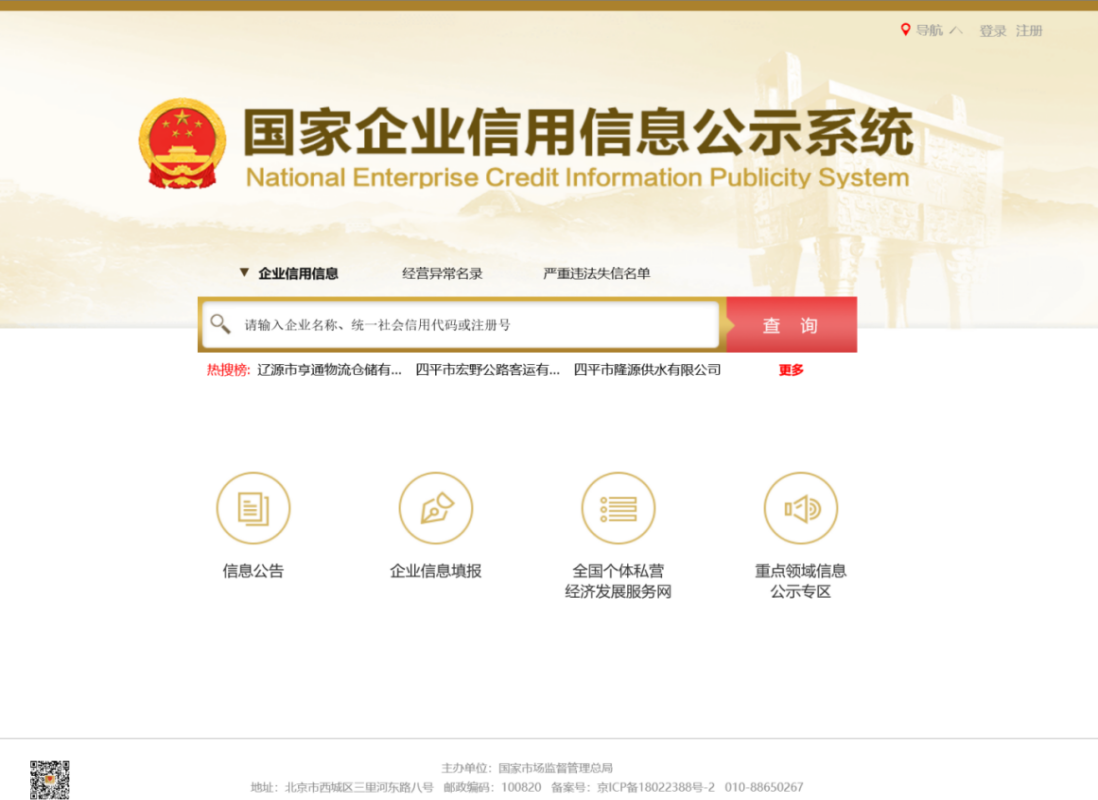 导航 登录 注册
国家企业信用信息公示系统
National Enterprise Credit Information Publicity System
企业信用信息 经营异常名录 严重违法失信名单
请输入企业名称、统一社会信用代码或注册号 查 询
热搜榜: 辽源市亨通物流仓储有... 四平市宏野公路客运有... 四平市隆源供水有限公司 更多
信息公告 企业信息填报 全国个体私营 重点领域信息
经济发展服务网 公示专区
主办单位：国家市场监督管理总局
地址：北京市西城区三里河东路八号 邮政编码：100820 备案号：京ICP备18022388号-2 010-88650267